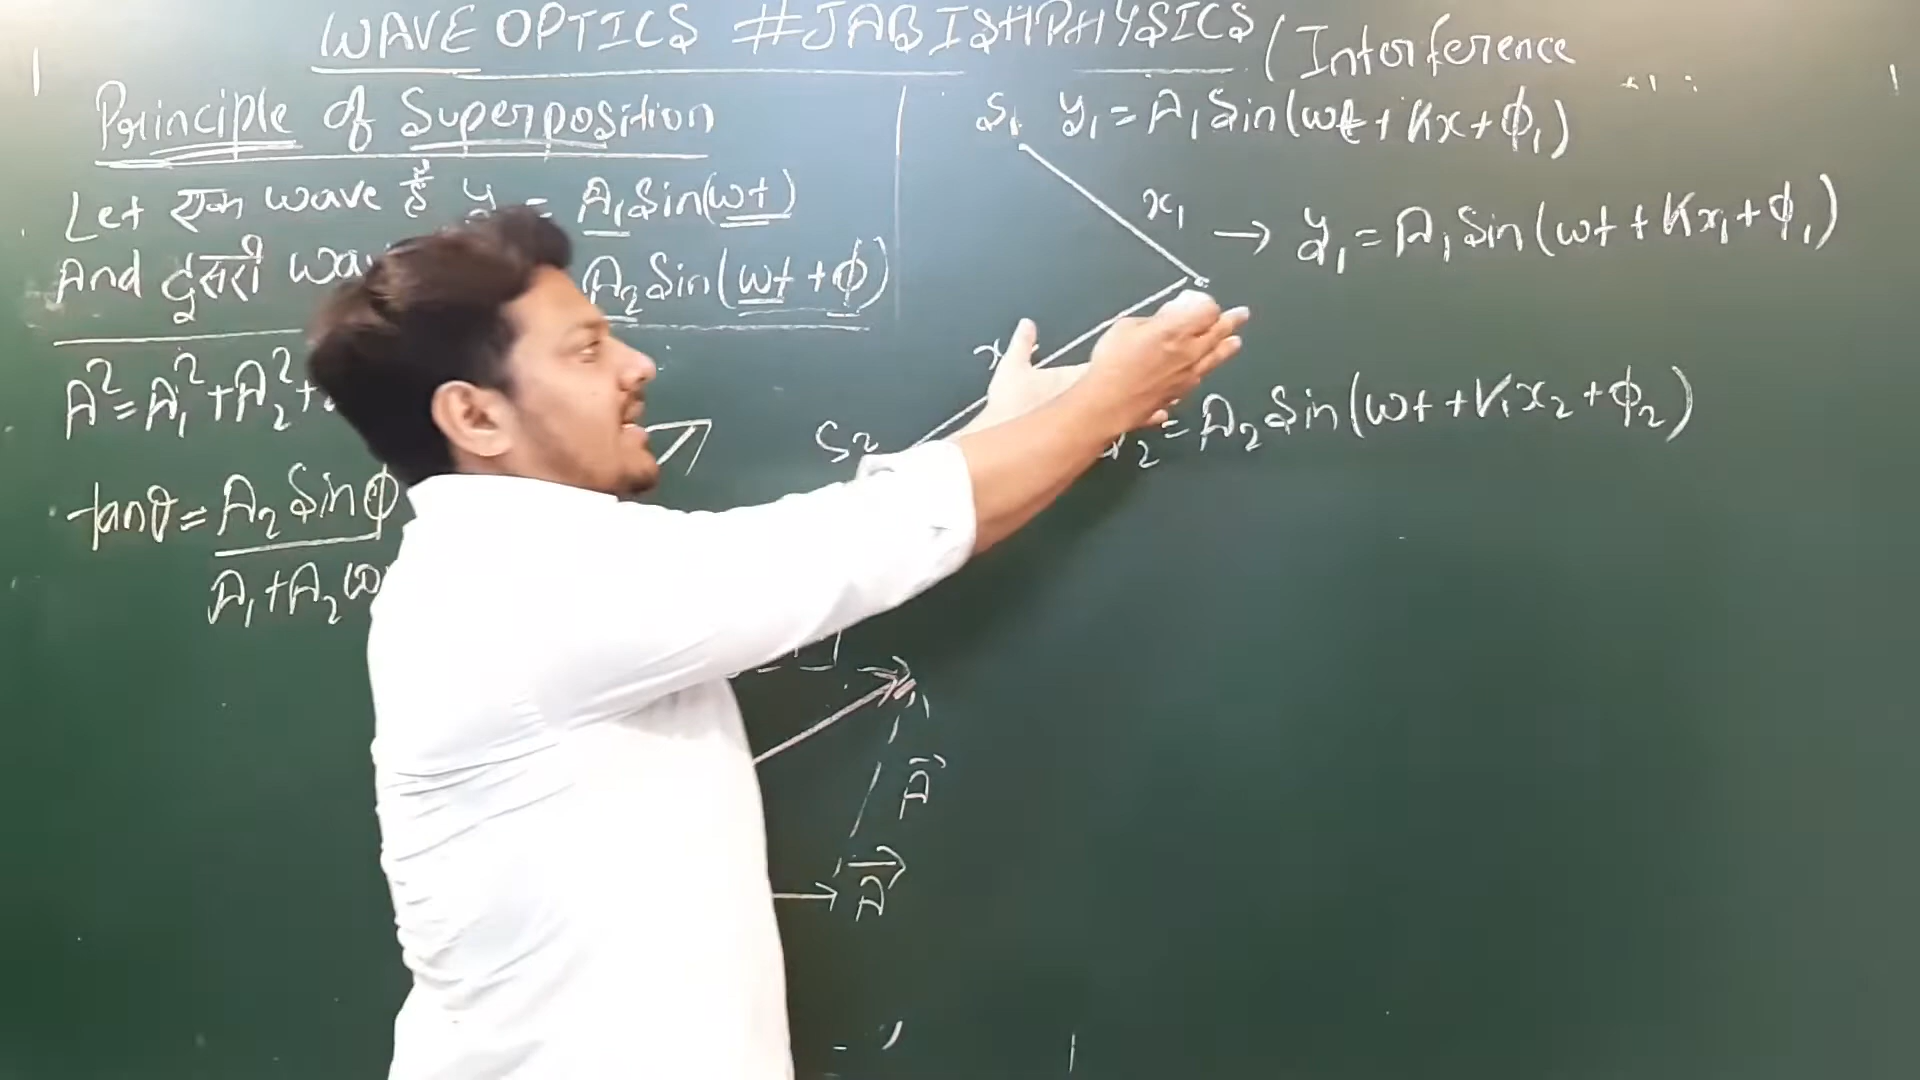 WAVE OPTICS #JABISHPHYSICS (Interference
Principle of Superposition
Let एक wave है y = A₁Sin(ωt)
And दुसरी A₂Sin(ωt+φ)
A²=A₁²+A₂²+
tanθ = A₂Sinφ
A₁+A₂
S₁ y₁=A₁Sin(ωt+Kx+φ₁)
x₁ → y₁=A₁Sin(ωt+Kx₁+φ₁)
x
S₂
₂=A₂Sin(ωt+Kx₂+φ₂)
A⃗
A⃗